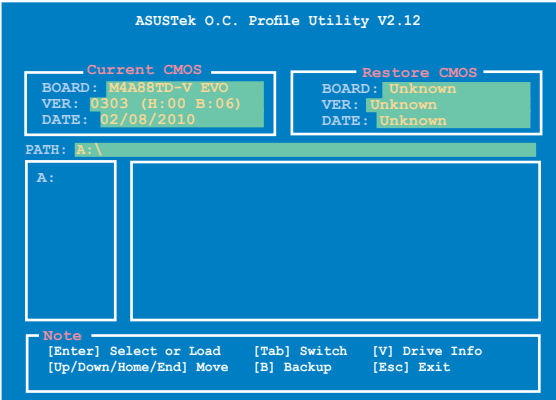 ASUSTek O.C. Profile Utility V2.12
Current CMOS
BOARD: M4A88TD-V EVO
VER: 0303 (H:00 B:06)
DATE: 02/08/2010
Restore CMOS
BOARD: Unknown
VER: Unknown
DATE: Unknown
PATH: A:\
A:
Note
[Enter] Select or Load [Tab] Switch [V] Drive Info
[Up/Down/Home/End] Move [B] Backup [Esc] Exit